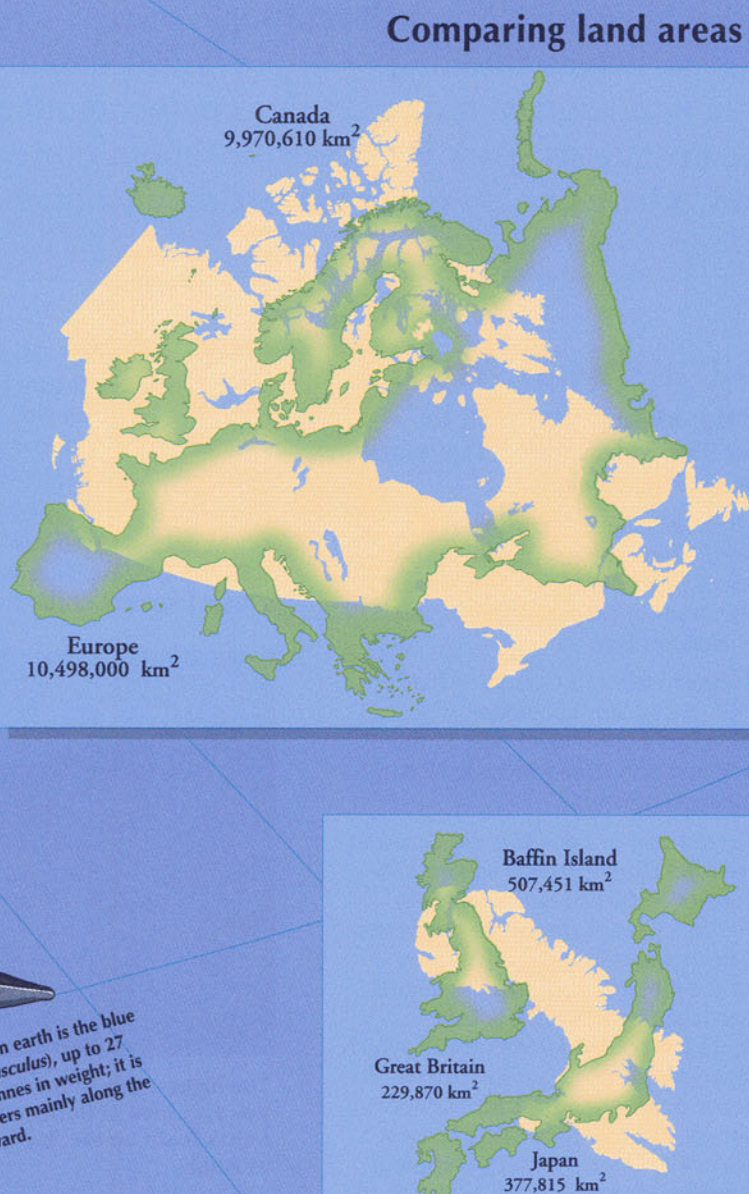 Comparing land areas
Canada
9,970,610 km²
Europe
10,498,000 km²
Baffin Island
507,451 km²
Great Britain
229,870 km²
Japan
377,815 km²
n earth is the blue
sculus), up to 27
nnes in weight; it is
ers mainly along the
ard.